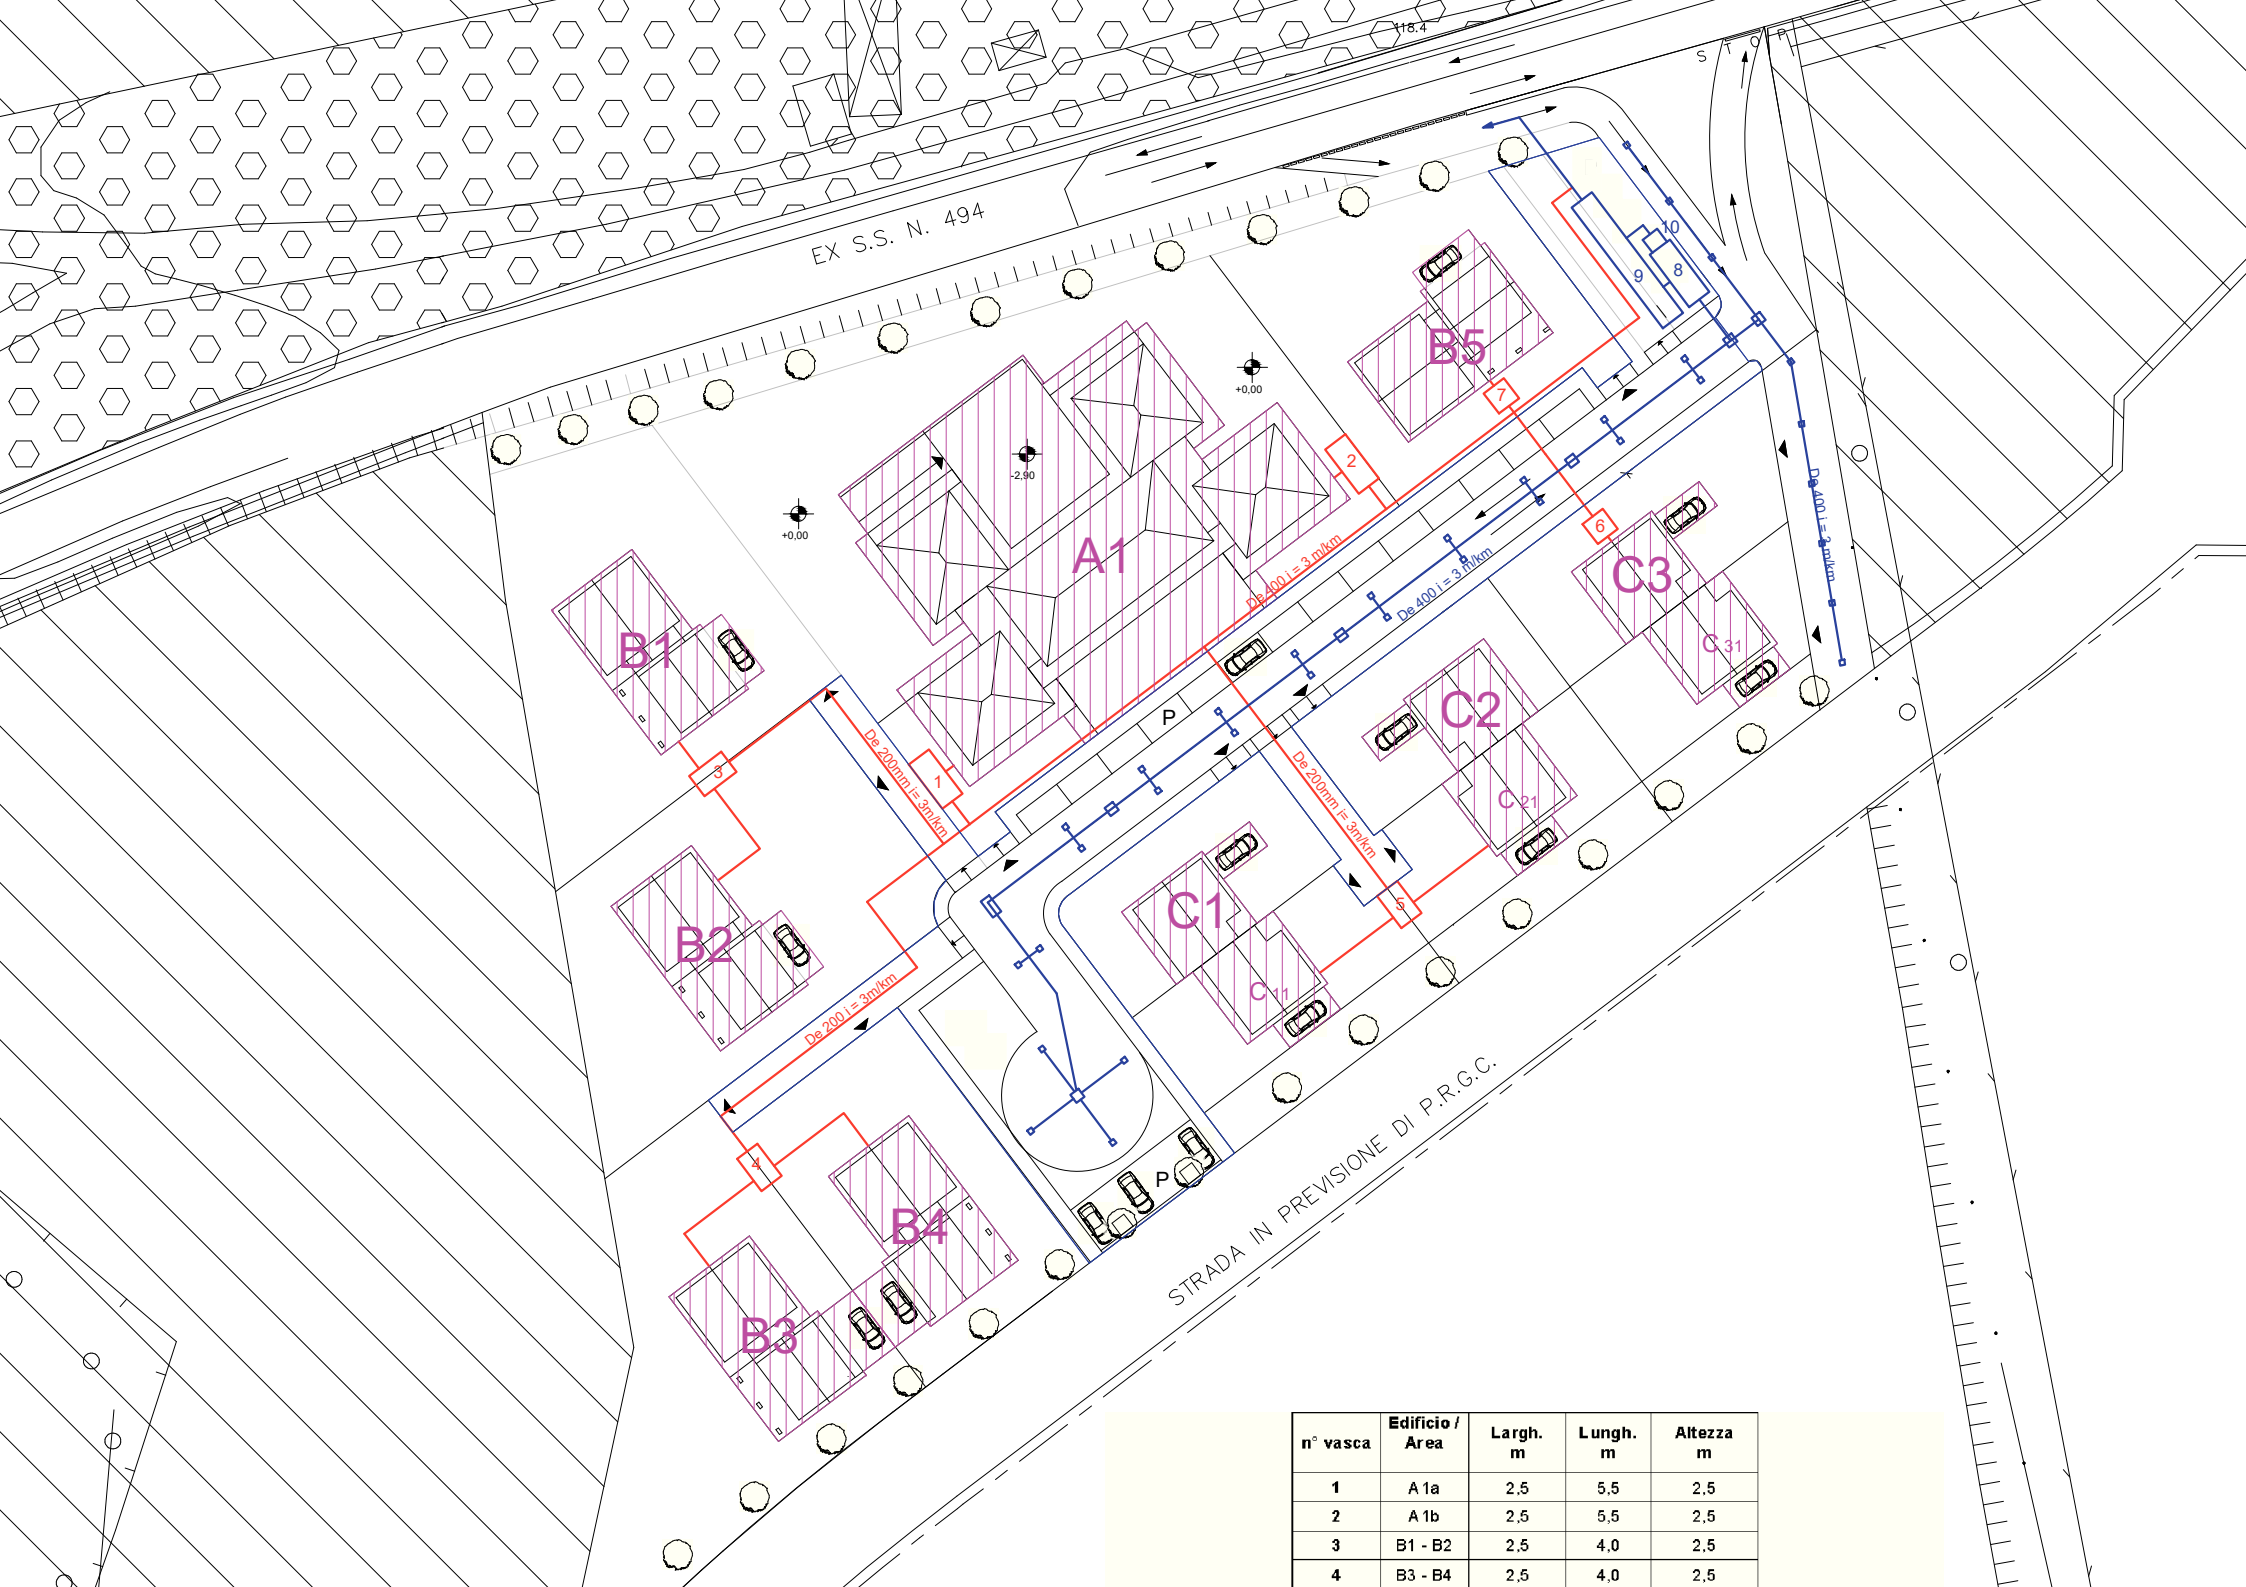 118.4
S T O P
EX S.S. N. 494
10
9
8
B5
+0,00
7
2
-2,90
+0,00
A1
De 400 i = 3 m/km
De 400 i = 3 m/km
De 400 i = 3 m/km
6
C3
C 31
B1
3
De 200mm i= 3m/km
1
P
De 200mm i= 3m/km
C2
C 21
5
C1
C 11
B2
De 200 i = 3m/km
4
B4
P
B3
STRADA IN PREVISIONE DI P.R.G.C.
n° vasca Edificio / Area Largh. m Lungh. m Altezza m
1 A 1a 2,5 5,5 2,5
2 A 1b 2,5 5,5 2,5
3 B1 - B2 2,5 4,0 2,5
4 B3 - B4 2,5 4,0 2,5